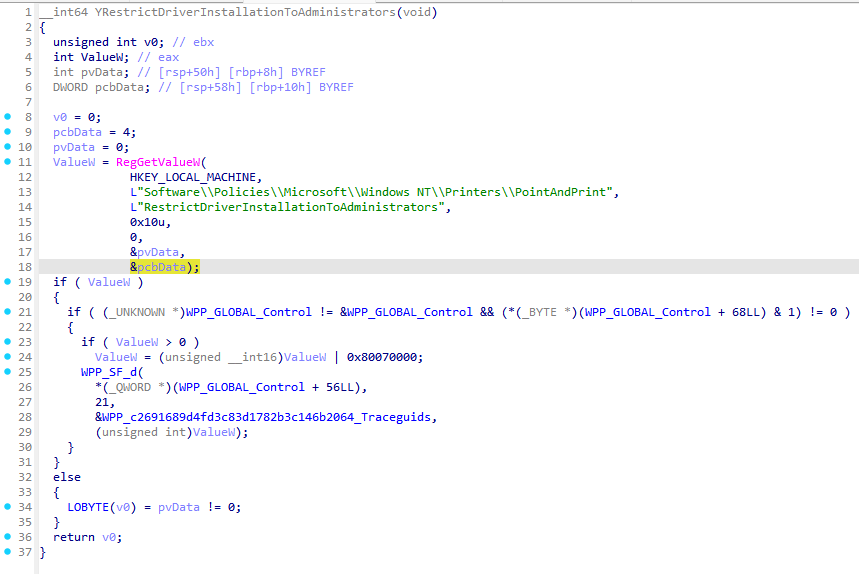 1 __int64 YRestrictDriverInstallationToAdministrators(void)
2 {
3 unsigned int v0; // ebx
4 int ValueW; // eax
5 int pvData; // [rsp+50h] [rbp+8h] BYREF
6 DWORD pcbData; // [rsp+58h] [rbp+10h] BYREF
7
8 v0 = 0;
9 pcbData = 4;
10 pvData = 0;
11 ValueW = RegGetValueW(
12 HKEY_LOCAL_MACHINE,
13 L"Software\\Policies\\Microsoft\\Windows NT\\Printers\\PointAndPrint",
14 L"RestrictDriverInstallationToAdministrators",
15 0x10u,
16 0,
17 &pvData,
18 &pcbData);
19 if ( ValueW )
20 {
21 if ( (_UNKNOWN *)WPP_GLOBAL_Control != &WPP_GLOBAL_Control && (*(_BYTE *)(WPP_GLOBAL_Control + 68LL) & 1) != 0 )
22 {
23 if ( ValueW > 0 )
24 ValueW = (unsigned __int16)ValueW | 0x80070000;
25 WPP_SF_d(
26 *(_QWORD *)(WPP_GLOBAL_Control + 56LL),
27 21,
28 &WPP_c2691689d4fd3c83d1782b3c146b2064_Traceguids,
29 (unsigned int)ValueW);
30 }
31 }
32 else
33 {
34 LOBYTE(v0) = pvData != 0;
35 }
36 return v0;
37 }